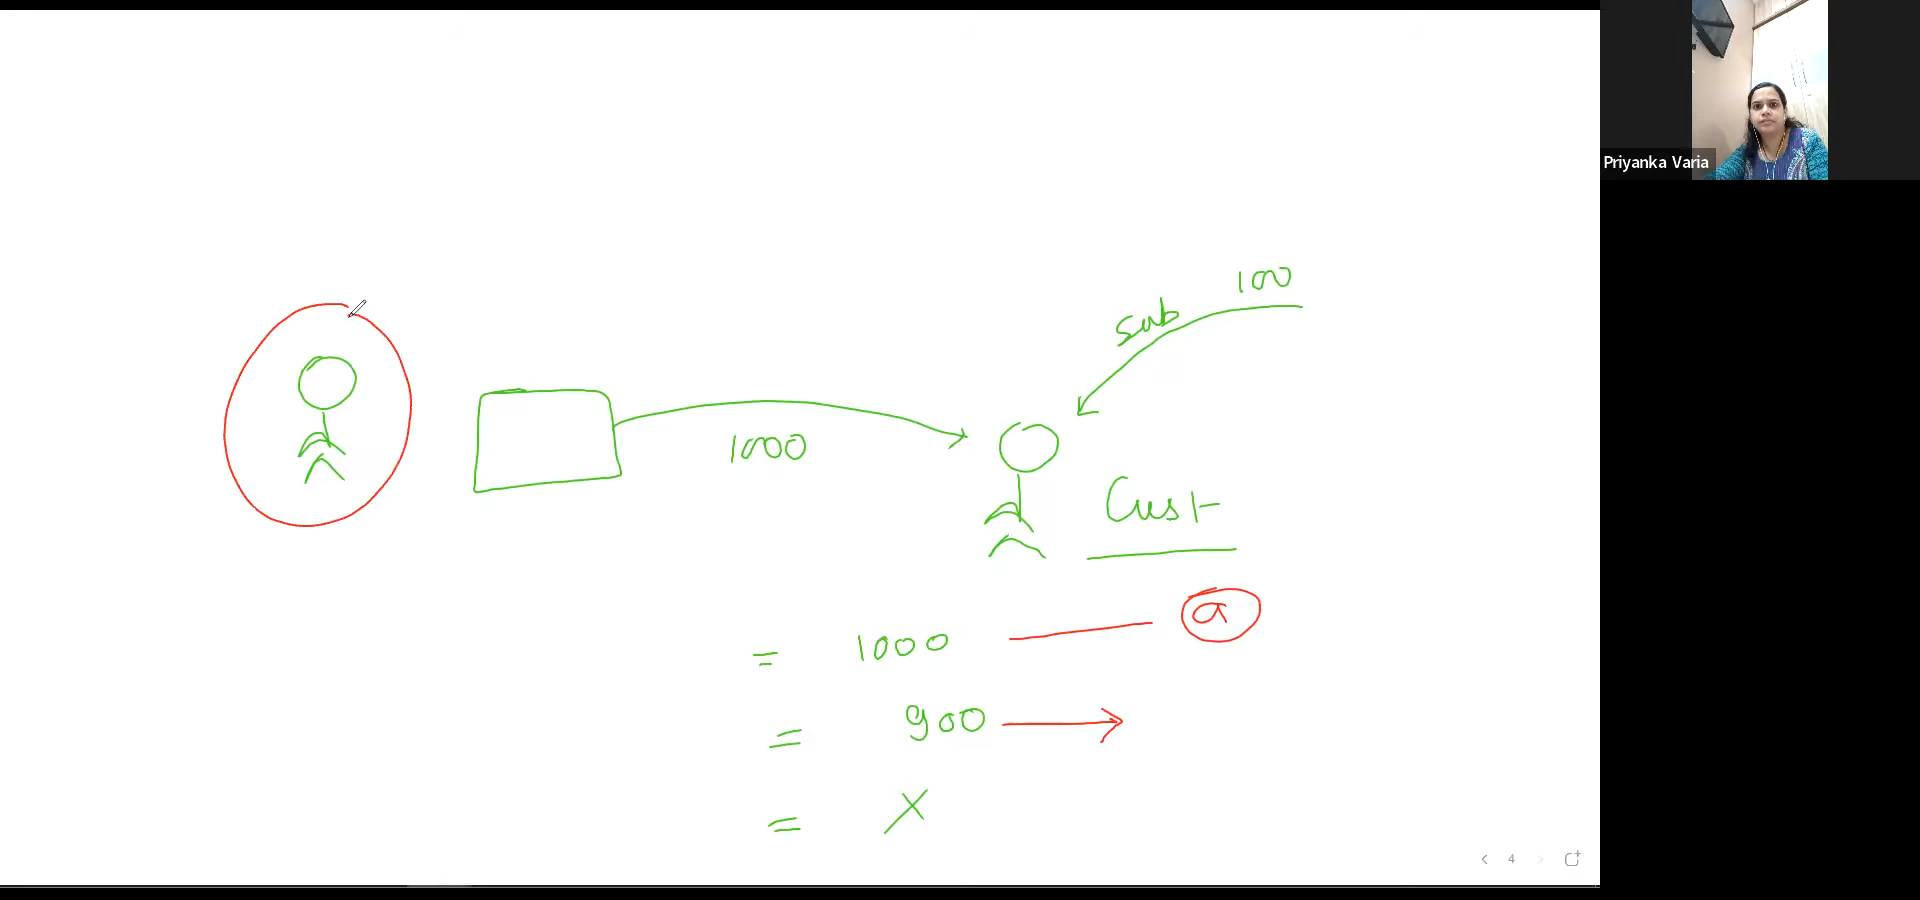 Priyanka Varia
100
Sub
1000
Cust
a
= 1000
= 900
= X
4